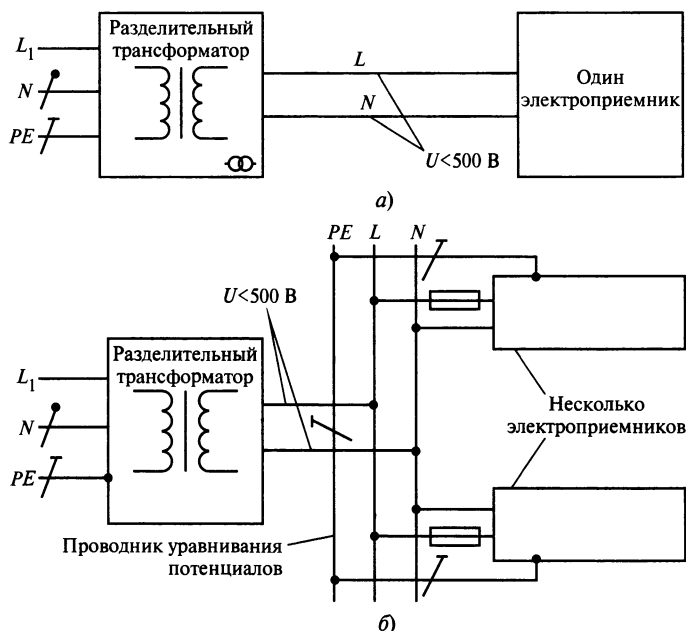 Разделительный
трансформатор
L₁
N
PE
L
N
U<500 В
Один
электроприемник
а)
PE L N
U<500 В
Разделительный
трансформатор
L₁
N
PE
Несколько
электроприемников
Проводник уравнивания
потенциалов
б)